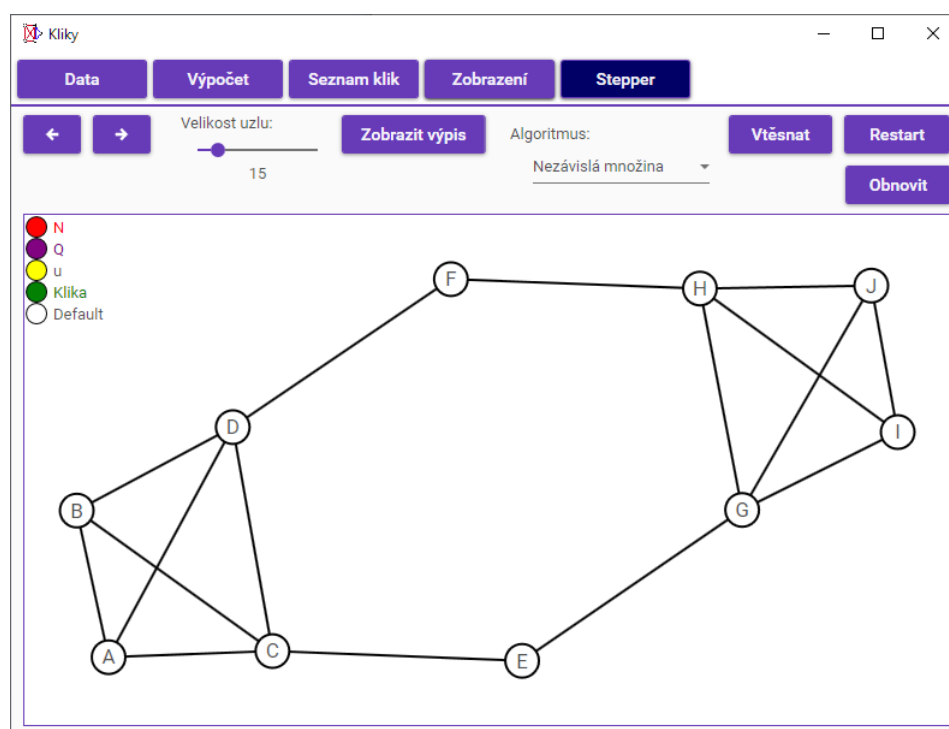 Kliky
Data Výpočet Seznam klik Zobrazení Stepper
Velikost uzlu: Zobrazit výpis Algoritmus: Vtěsnat Restart
15 Nezávislá množina
Obnovit
N
Q
u
Klika
Default
F
H
J
D
I
B
G
A
C
E